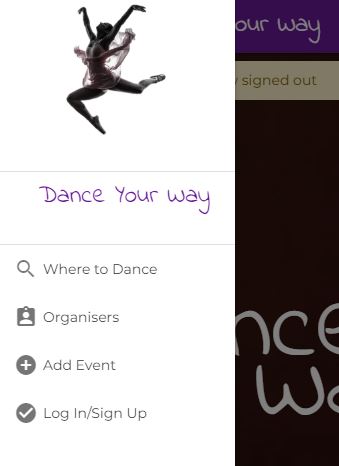 our Way
signed out
Dance Your Way
Where to Dance
Organisers
Add Event
Log In/Sign Up
nce
Wa